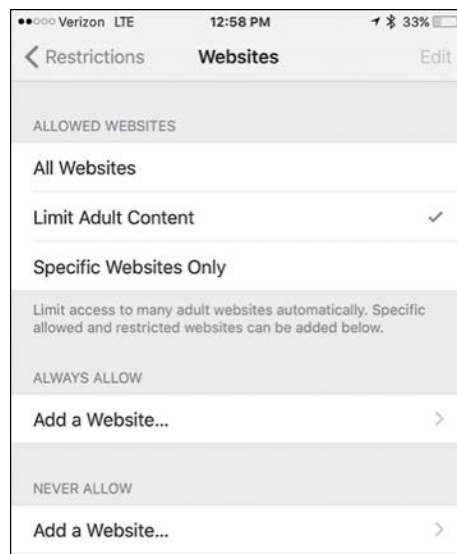 Verizon LTE 12:58 PM 33%
Restrictions Websites Edit
ALLOWED WEBSITES
All Websites
Limit Adult Content
Specific Websites Only
Limit access to many adult websites automatically. Specific
allowed and restricted websites can be added below.
ALWAYS ALLOW
Add a Website...
NEVER ALLOW
Add a Website...